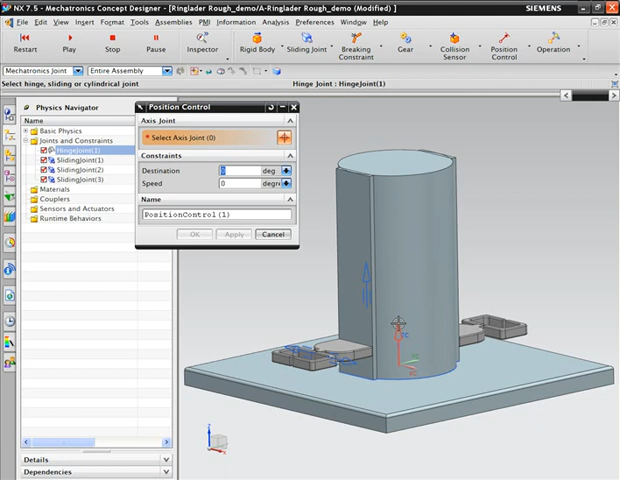 NX 7.5 - Mechatronics Concept Designer - [Ringlader Rough_demo/A-Ringlader Rough_demo (Modified) ]
SIEMENS
File Edit View Insert Format Tools Assemblies PMI Information Analysis Preferences Window Help
Restart Play Stop Pause Inspector Rigid Body Sliding Joint Breaking Constraint Gear Collision Sensor Position Control Operation
Mechatronics Joint Entire Assembly
Select hinge, sliding or cylindrical joint
Hinge Joint : HingeJoint(1)
Physics Navigator
Name
Basic Physics
Joints and Constraints
HingeJoint(1)
SlidingJoint(1)
SlidingJoint(2)
SlidingJoint(3)
Materials
Couplers
Sensors and Actuators
Runtime Behaviors
Details
Dependencies
Position Control
Axis Joint
* Select Axis Joint (0)
Constraints
Destination 0 deg
Speed 0 degr
Name
PositionControl(1)
OK Apply Cancel